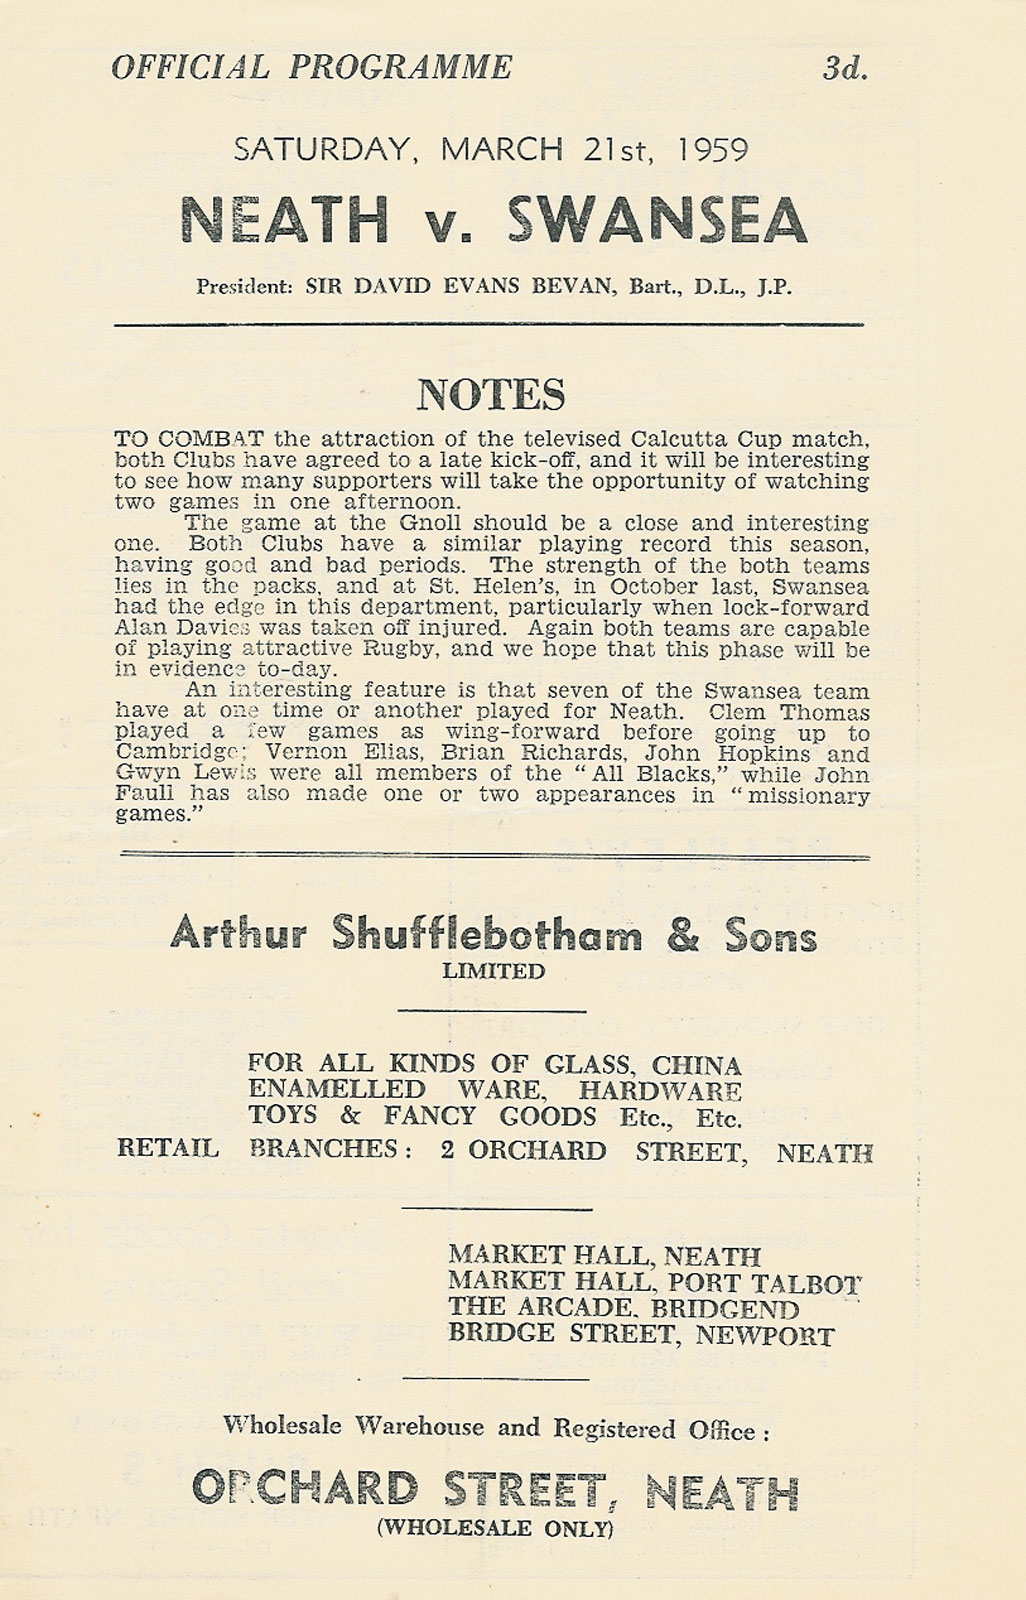 OFFICIAL PROGRAMME 3d.
SATURDAY, MARCH 21st, 1959
NEATH v. SWANSEA
President: SIR DAVID EVANS BEVAN, Bart., D.L., J.P.
NOTES
TO COMBAT the attraction of the televised Calcutta Cup match,
both Clubs have agreed to a late kick-off, and it will be interesting
to see how many supporters will take the opportunity of watching
two games in one afternoon.
The game at the Gnoll should be a close and interesting
one. Both Clubs have a similar playing record this season,
having good and bad periods. The strength of the both teams
lies in the packs, and at St. Helen's, in October last, Swansea
had the edge in this department, particularly when lock-forward
Alan Davies was taken off injured. Again both teams are capable
of playing attractive Rugby, and we hope that this phase will be
in evidence to-day.
An interesting feature is that seven of the Swansea team
have at one time or another played for Neath. Clem Thomas
played a few games as wing-forward before going up to
Cambridge; Vernon Elias, Brian Richards, John Hopkins and
Gwyn Lewis were all members of the "All Blacks," while John
Faull has also made one or two appearances in "missionary
games."
Arthur Shufflebotham & Sons
LIMITED
FOR ALL KINDS OF GLASS, CHINA
ENAMELLED WARE, HARDWARE
TOYS & FANCY GOODS Etc., Etc.
RETAIL BRANCHES: 2 ORCHARD STREET, NEATH
MARKET HALL, NEATH
MARKET HALL, PORT TALBOT
THE ARCADE. BRIDGEND
BRIDGE STREET, NEWPORT
Wholesale Warehouse and Registered Office:
ORCHARD STREET, NEATH
(WHOLESALE ONLY)